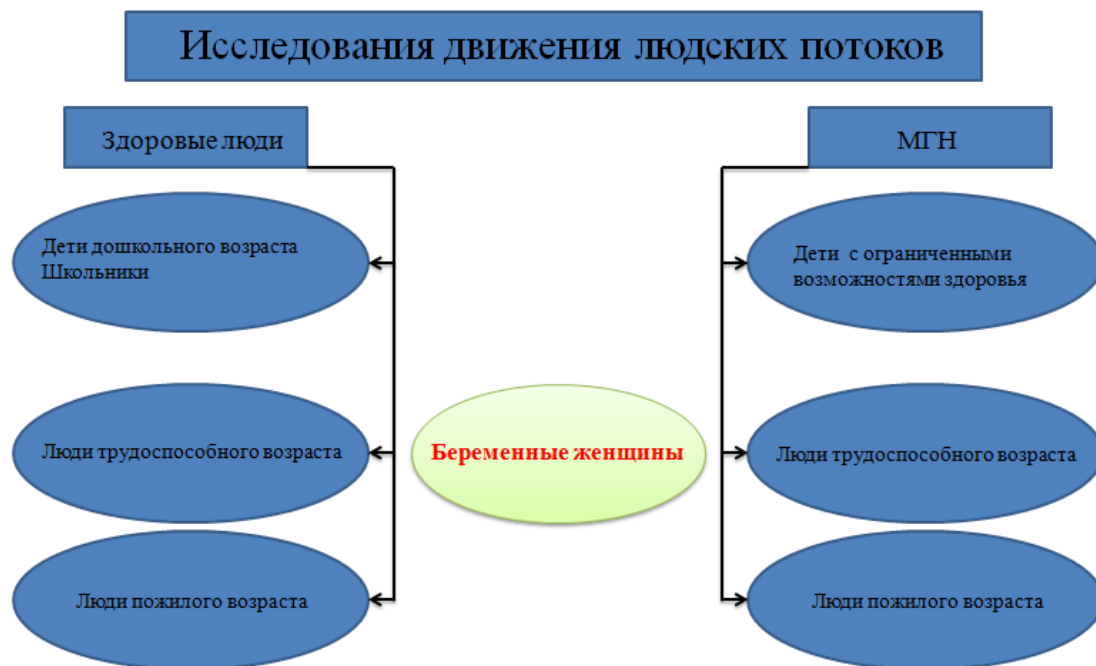 Исследования движения людских потоков
Здоровые люди
МГН
Дети дошкольного возраста
Школьники
Дети с ограниченными
возможностями здоровья
Люди трудоспособного возраста
Беременные женщины
Люди трудоспособного возраста
Люди пожилого возраста
Люди пожилого возраста